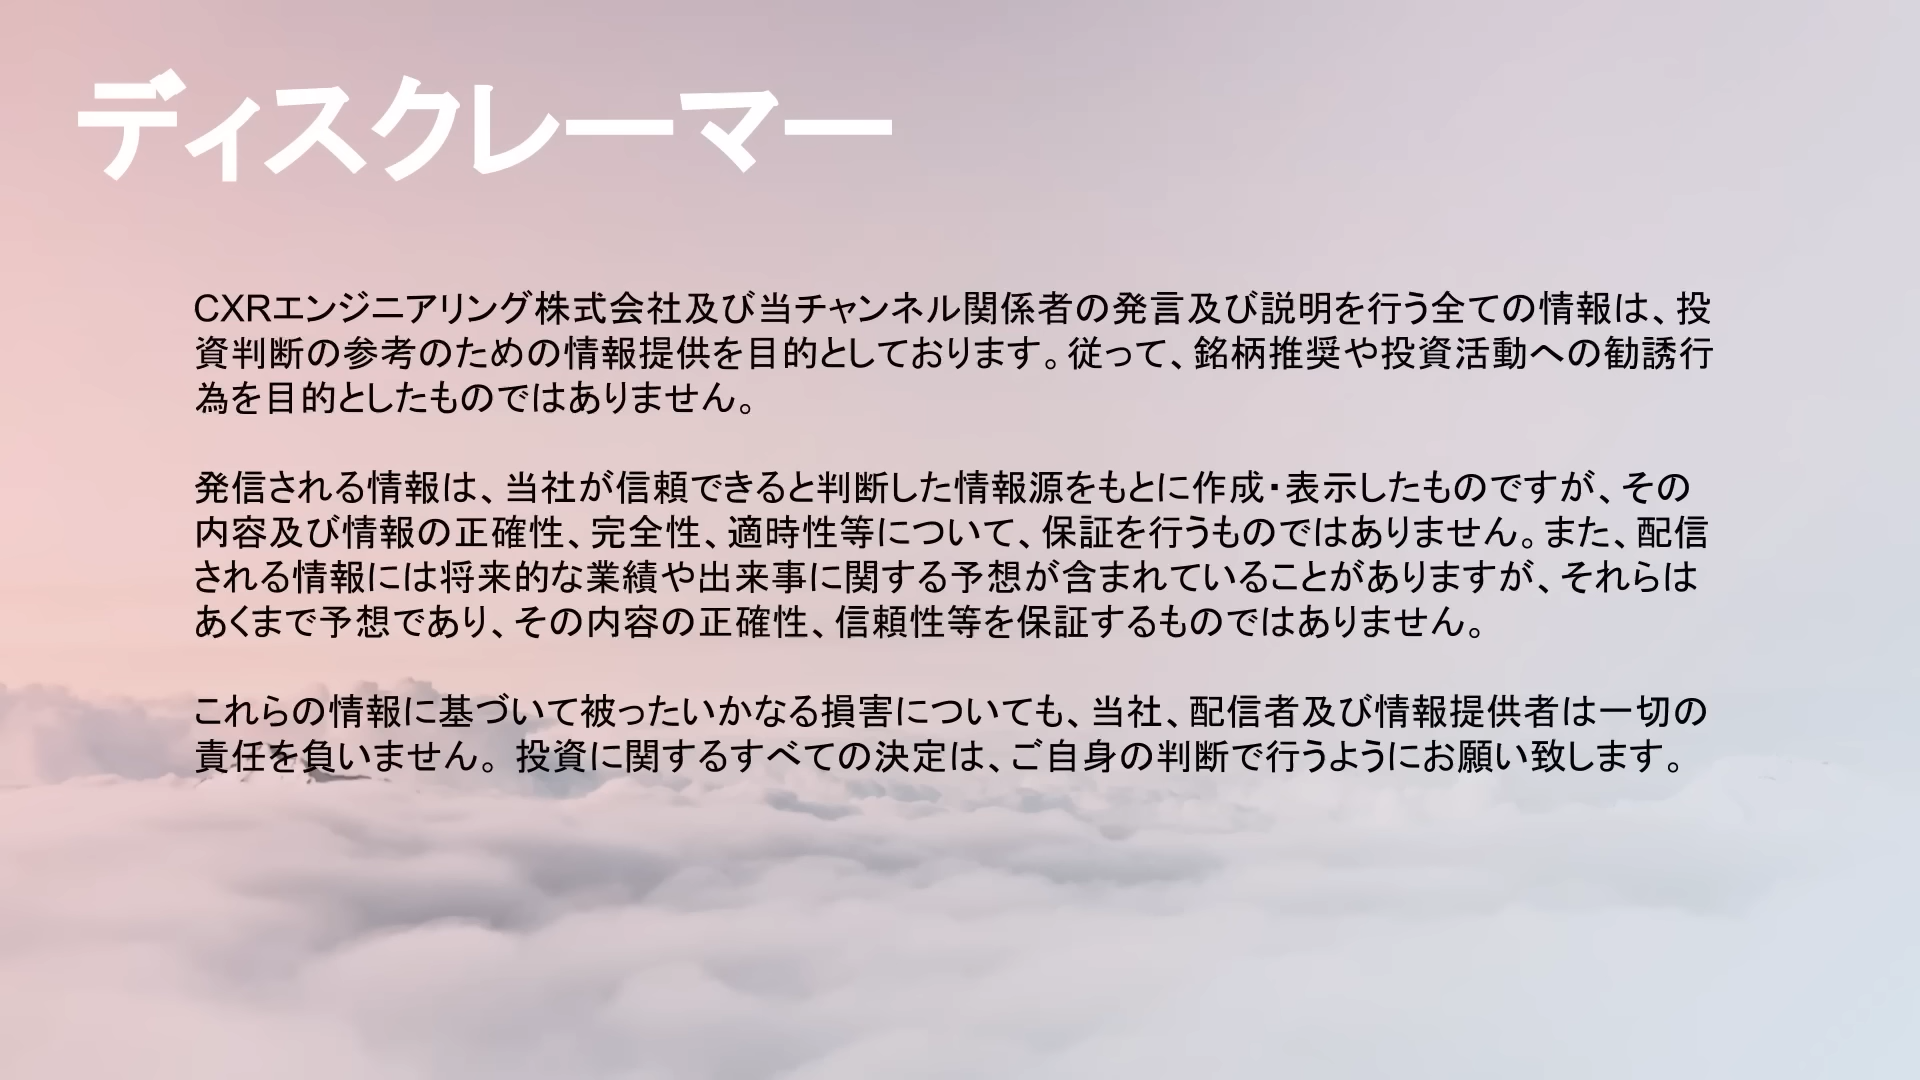 ディスクレーマー
CXRエンジニアリング株式会社及び当チャンネル関係者の発言及び説明を行う全ての情報は、投
資判断の参考のための情報提供を目的としております。従って、銘柄推奨や投資活動への勧誘行
為を目的としたものではありません。
発信される情報は、当社が信頼できると判断した情報源をもとに作成・表示したものですが、その
内容及び情報の正確性、完全性、適時性等について、保証を行うものではありません。また、配信
される情報には将来的な業績や出来事に関する予想が含まれていることがありますが、それらは
あくまで予想であり、その内容の正確性、信頼性等を保証するものではありません。
これらの情報に基づいて被ったいかなる損害についても、当社、配信者及び情報提供者は一切の
責任を負いません。 投資に関するすべての決定は、ご自身の判断で行うようにお願い致します。